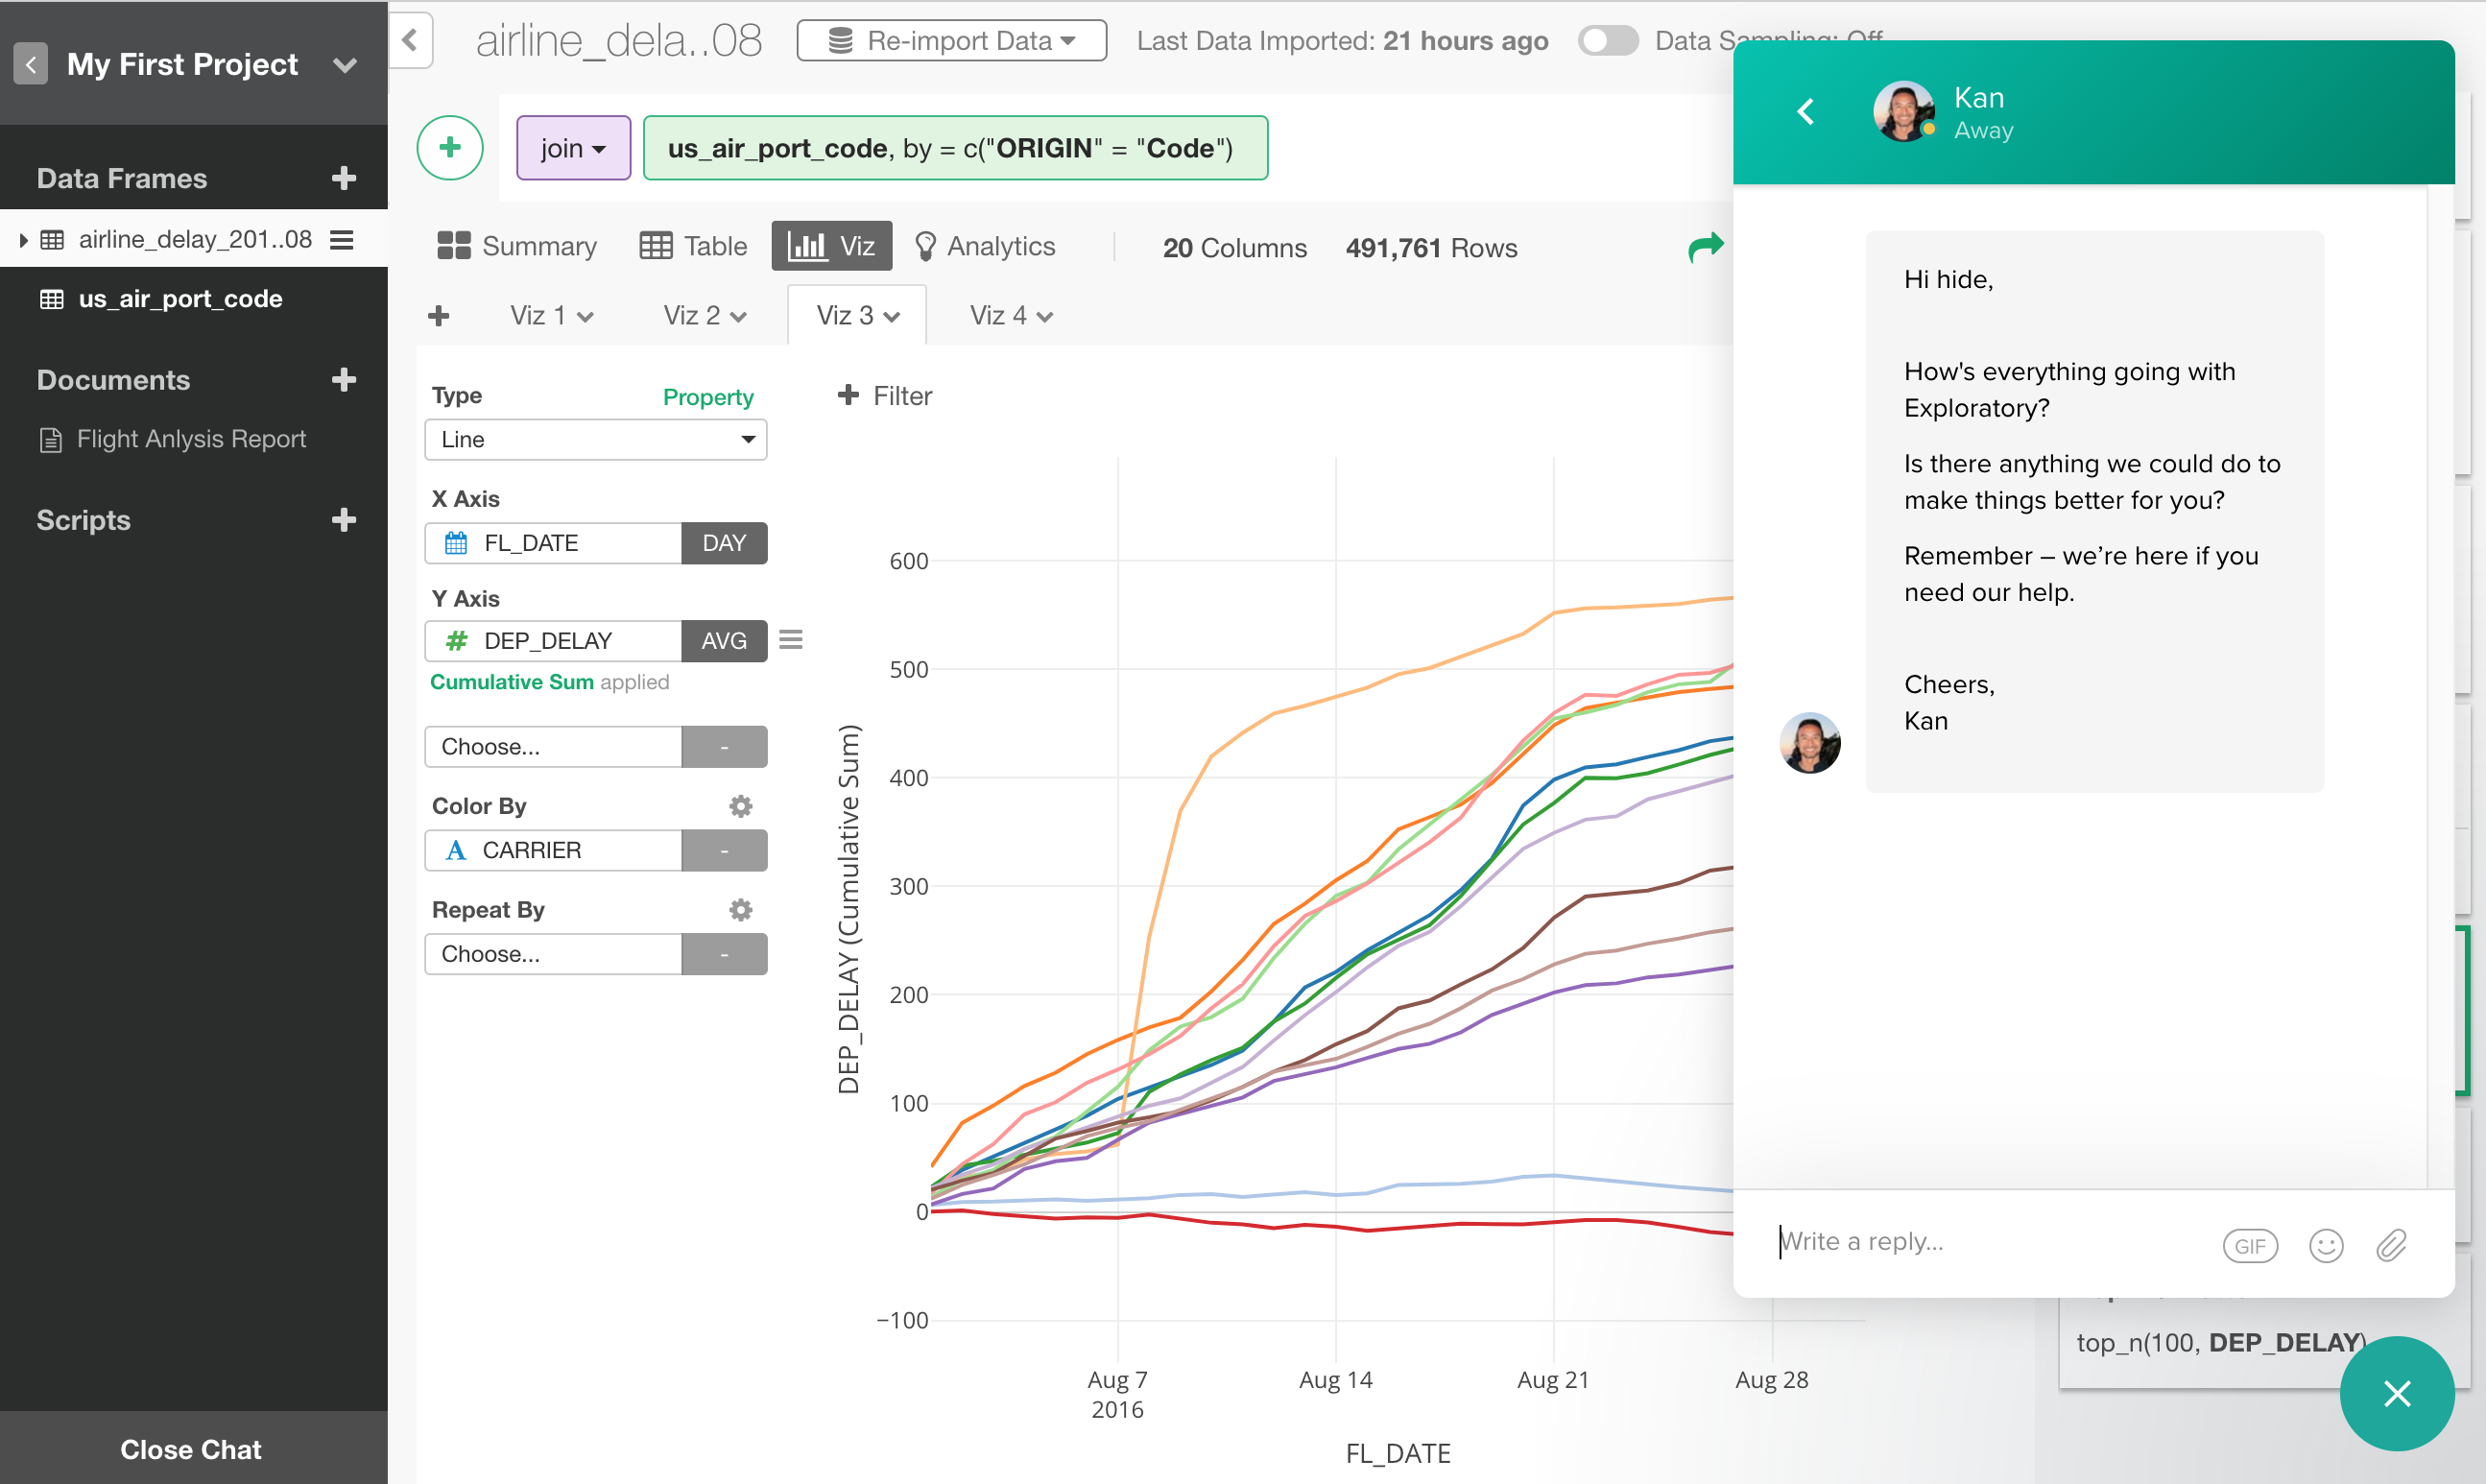 My First Project
Data Frames
airline_delay_201..08
us_air_port_code
Documents
Flight Anlysis Report
Scripts
Close Chat
airline_dela..08
Re-import Data
Last Data Imported: 21 hours ago
Data Sampling: Off
join
us_air_port_code, by = c("ORIGIN" = "Code")
Summary
Table
Viz
Analytics
20 Columns
491,761 Rows
Viz 1
Viz 2
Viz 3
Viz 4
Type
Property
Line
X Axis
FL_DATE
DAY
Y Axis
# DEP_DELAY
AVG
Cumulative Sum applied
Choose...
-
Color By
A CARRIER
-
Repeat By
Choose...
-
Filter
DEP_DELAY (Cumulative Sum)
600
500
400
300
200
100
0
−100
Aug 7
2016
Aug 14
Aug 21
Aug 28
FL_DATE
Kan
Away
Hi hide,
How's everything going with
Exploratory?
Is there anything we could do to
make things better for you?
Remember – we’re here if you
need our help.
Cheers,
Kan
Write a reply...
GIF
top_n(100, DEP_DELAY)